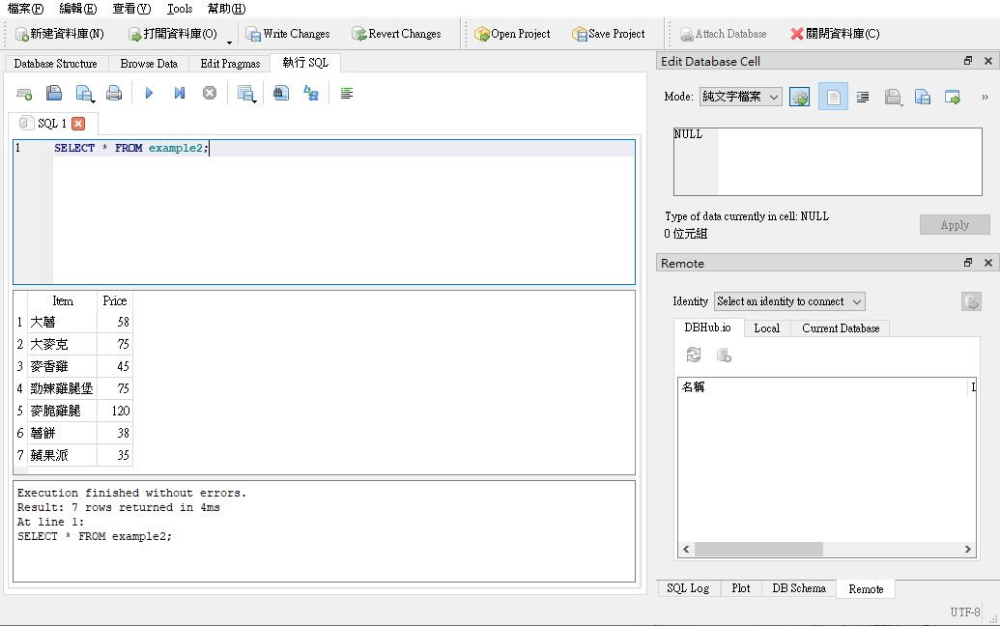 檔案(F) 編輯(E) 查看(V) Tools 幫助(H)
新建資料庫(N) 打開資料庫(O) Write Changes Revert Changes Open Project Save Project Attach Database 關閉資料庫(C)
Database Structure Browse Data Edit Pragmas 執行 SQL
SQL 1
1 SELECT * FROM example2;
Item Price
1 大薯 58
2 大麥克 75
3 麥香雞 45
4 勁辣雞腿堡 75
5 麥脆雞腿 120
6 薯餅 38
7 蘋果派 35
Execution finished without errors.
Result: 7 rows returned in 4ms
At line 1:
SELECT * FROM example2;
Edit Database Cell
Mode: 純文字檔案
NULL
Type of data currently in cell: NULL
0 位元組
Apply
Remote
Identity Select an identity to connect
DBHub.io Local Current Database
名稱
SQL Log Plot DB Schema Remote
UTF-8